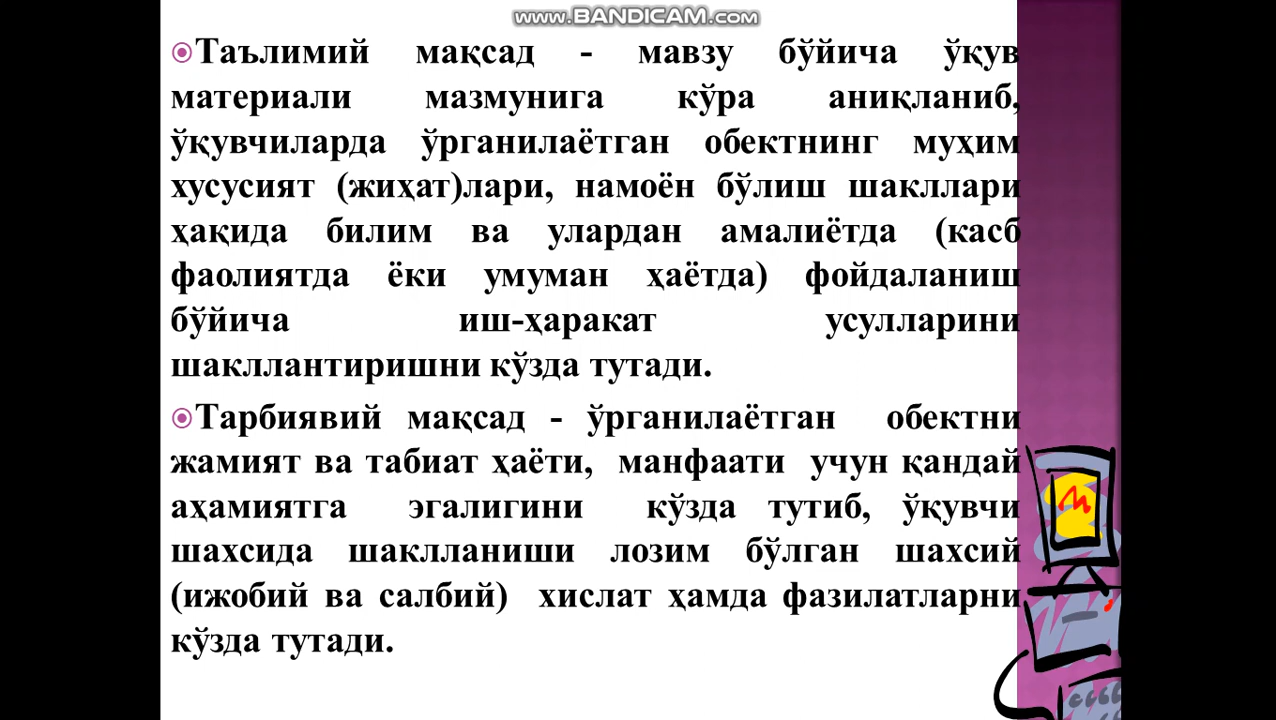 www.BANDICAM.com
Таълимий мақсад - мавзу бўйича ўқув
материали мазмунига кўра аниқланиб,
ўқувчиларда ўрганилаётган обектнинг муҳим
хусусият (жиҳат)лари, намоён бўлиш шакллари
ҳақида билим ва улардан амалиётда (касб
фаолиятда ёки умуман ҳаётда) фойдаланиш
бўйича иш-ҳаракат усулларини
шакллантиришни кўзда тутади.
Тарбиявий мақсад - ўрганилаётган обектни
жамият ва табиат ҳаёти, манфаати учун қандай
аҳамиятга эгалигини кўзда тутиб, ўқувчи
шахсида шаклланиши лозим бўлган шахсий
(ижобий ва салбий) хислат ҳамда фазилатларни
кўзда тутади.